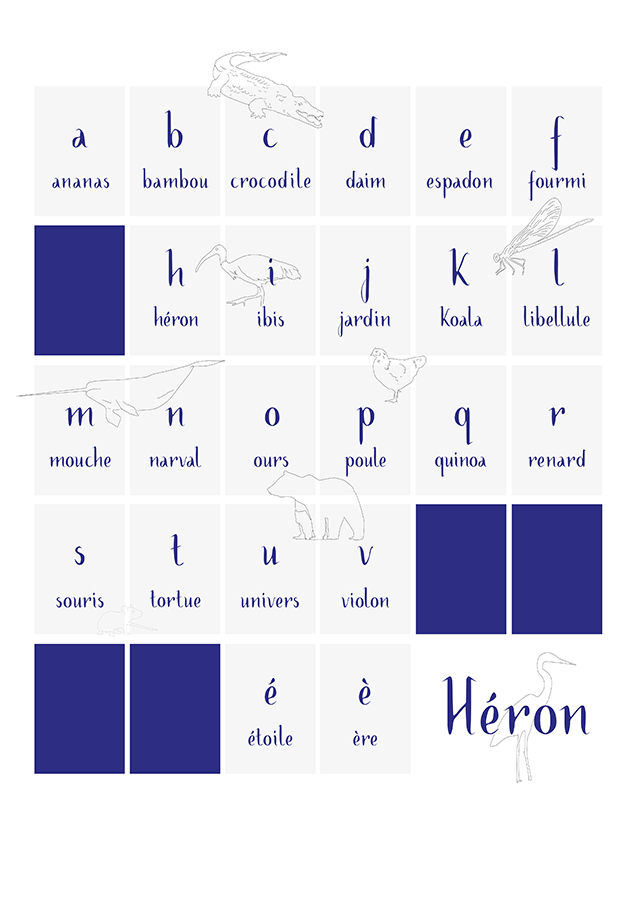 a b c d e f
ananas bambou crocodile daim espadon fourmi
h i j k l
héron ibis jardin Koala libellule
m n o p q r
mouche narval ours poule quinoa renard
s t u v
souris tortue univers violon
é è
étoile ère
Héron